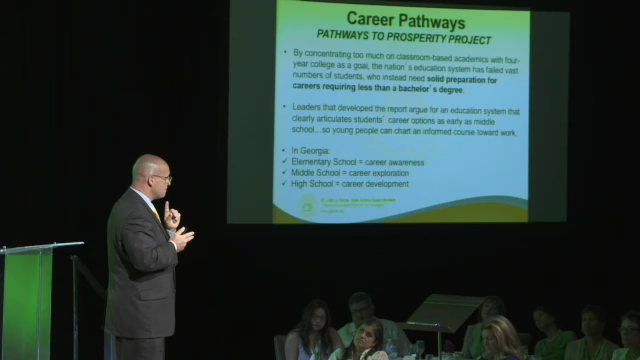 Career Pathways
PATHWAYS TO PROSPERITY PROJECT
• By concentrating too much on classroom-based academics with four-
year college as a goal, the nation's education system has failed vast
numbers of students, who instead need solid preparation for
careers requiring less than a bachelor's degree.
• Leaders that developed the report argue for an education system that
clearly articulates students' career options as early as middle
school…so young people can chart an informed course toward work.
• In Georgia:
✓ Elementary School = career awareness
✓ Middle School = career exploration
✓ High School = career development